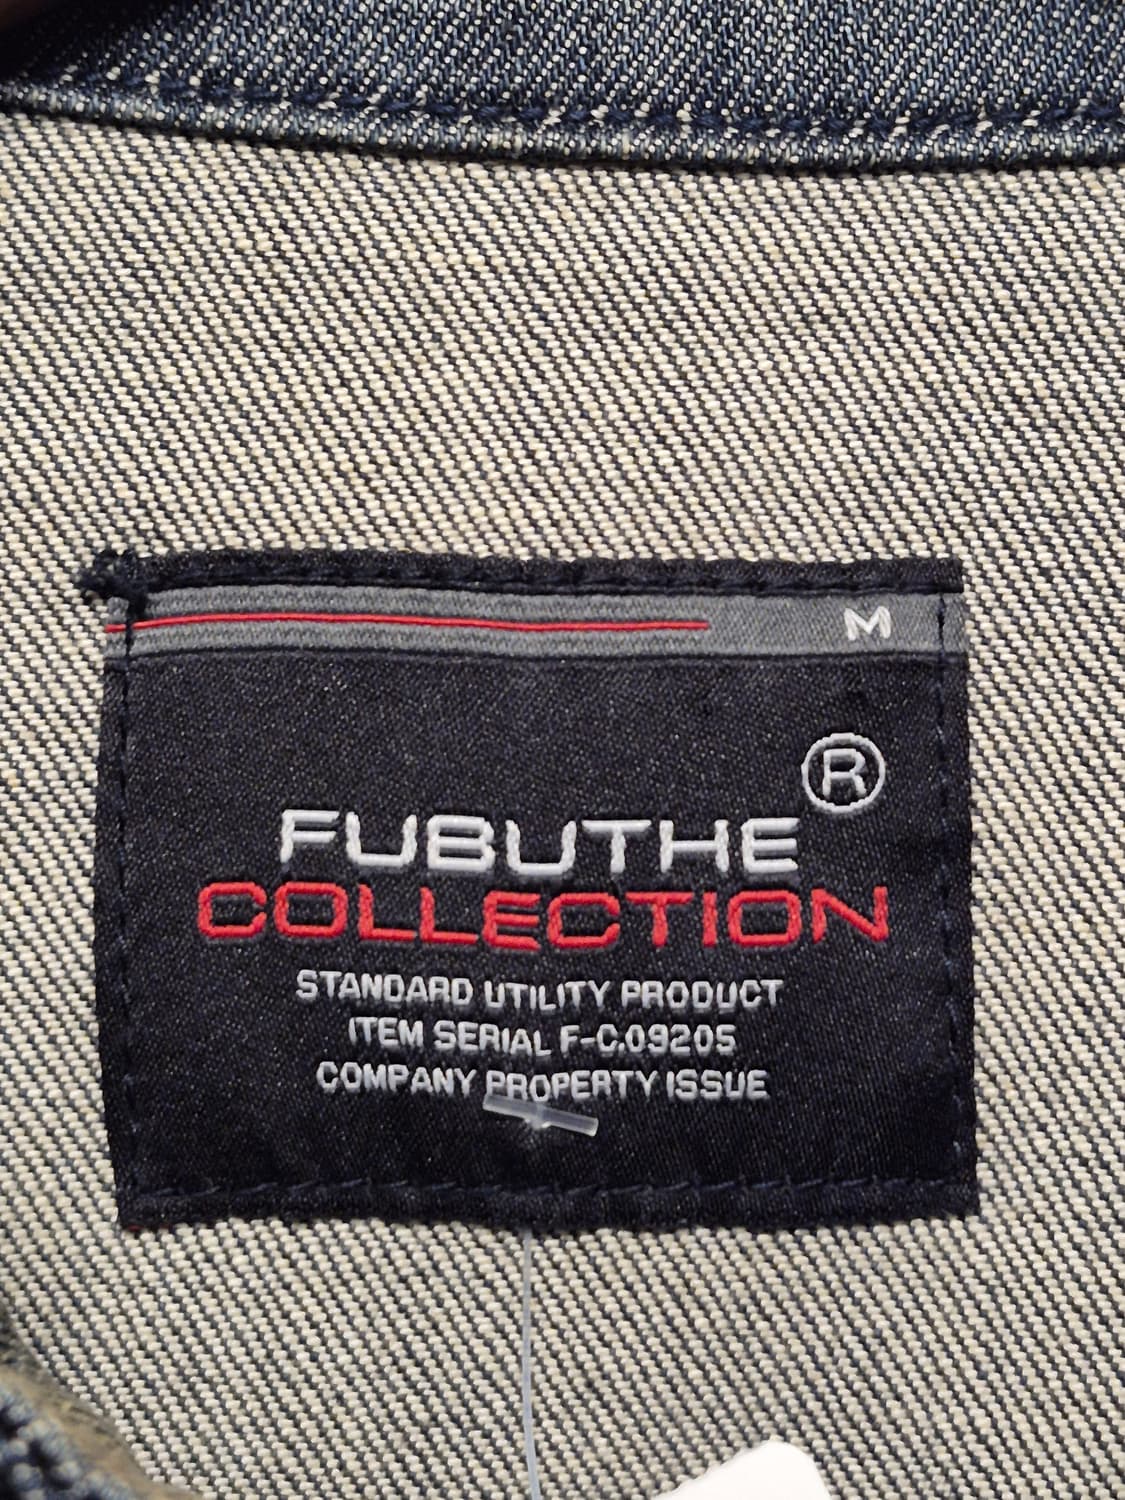 M
®
FUBUTHE
COLLECTION
STANDARD UTILITY PRODUCT
ITEM SERIAL F-C.09205
COMPANY PROPERTY ISSUE